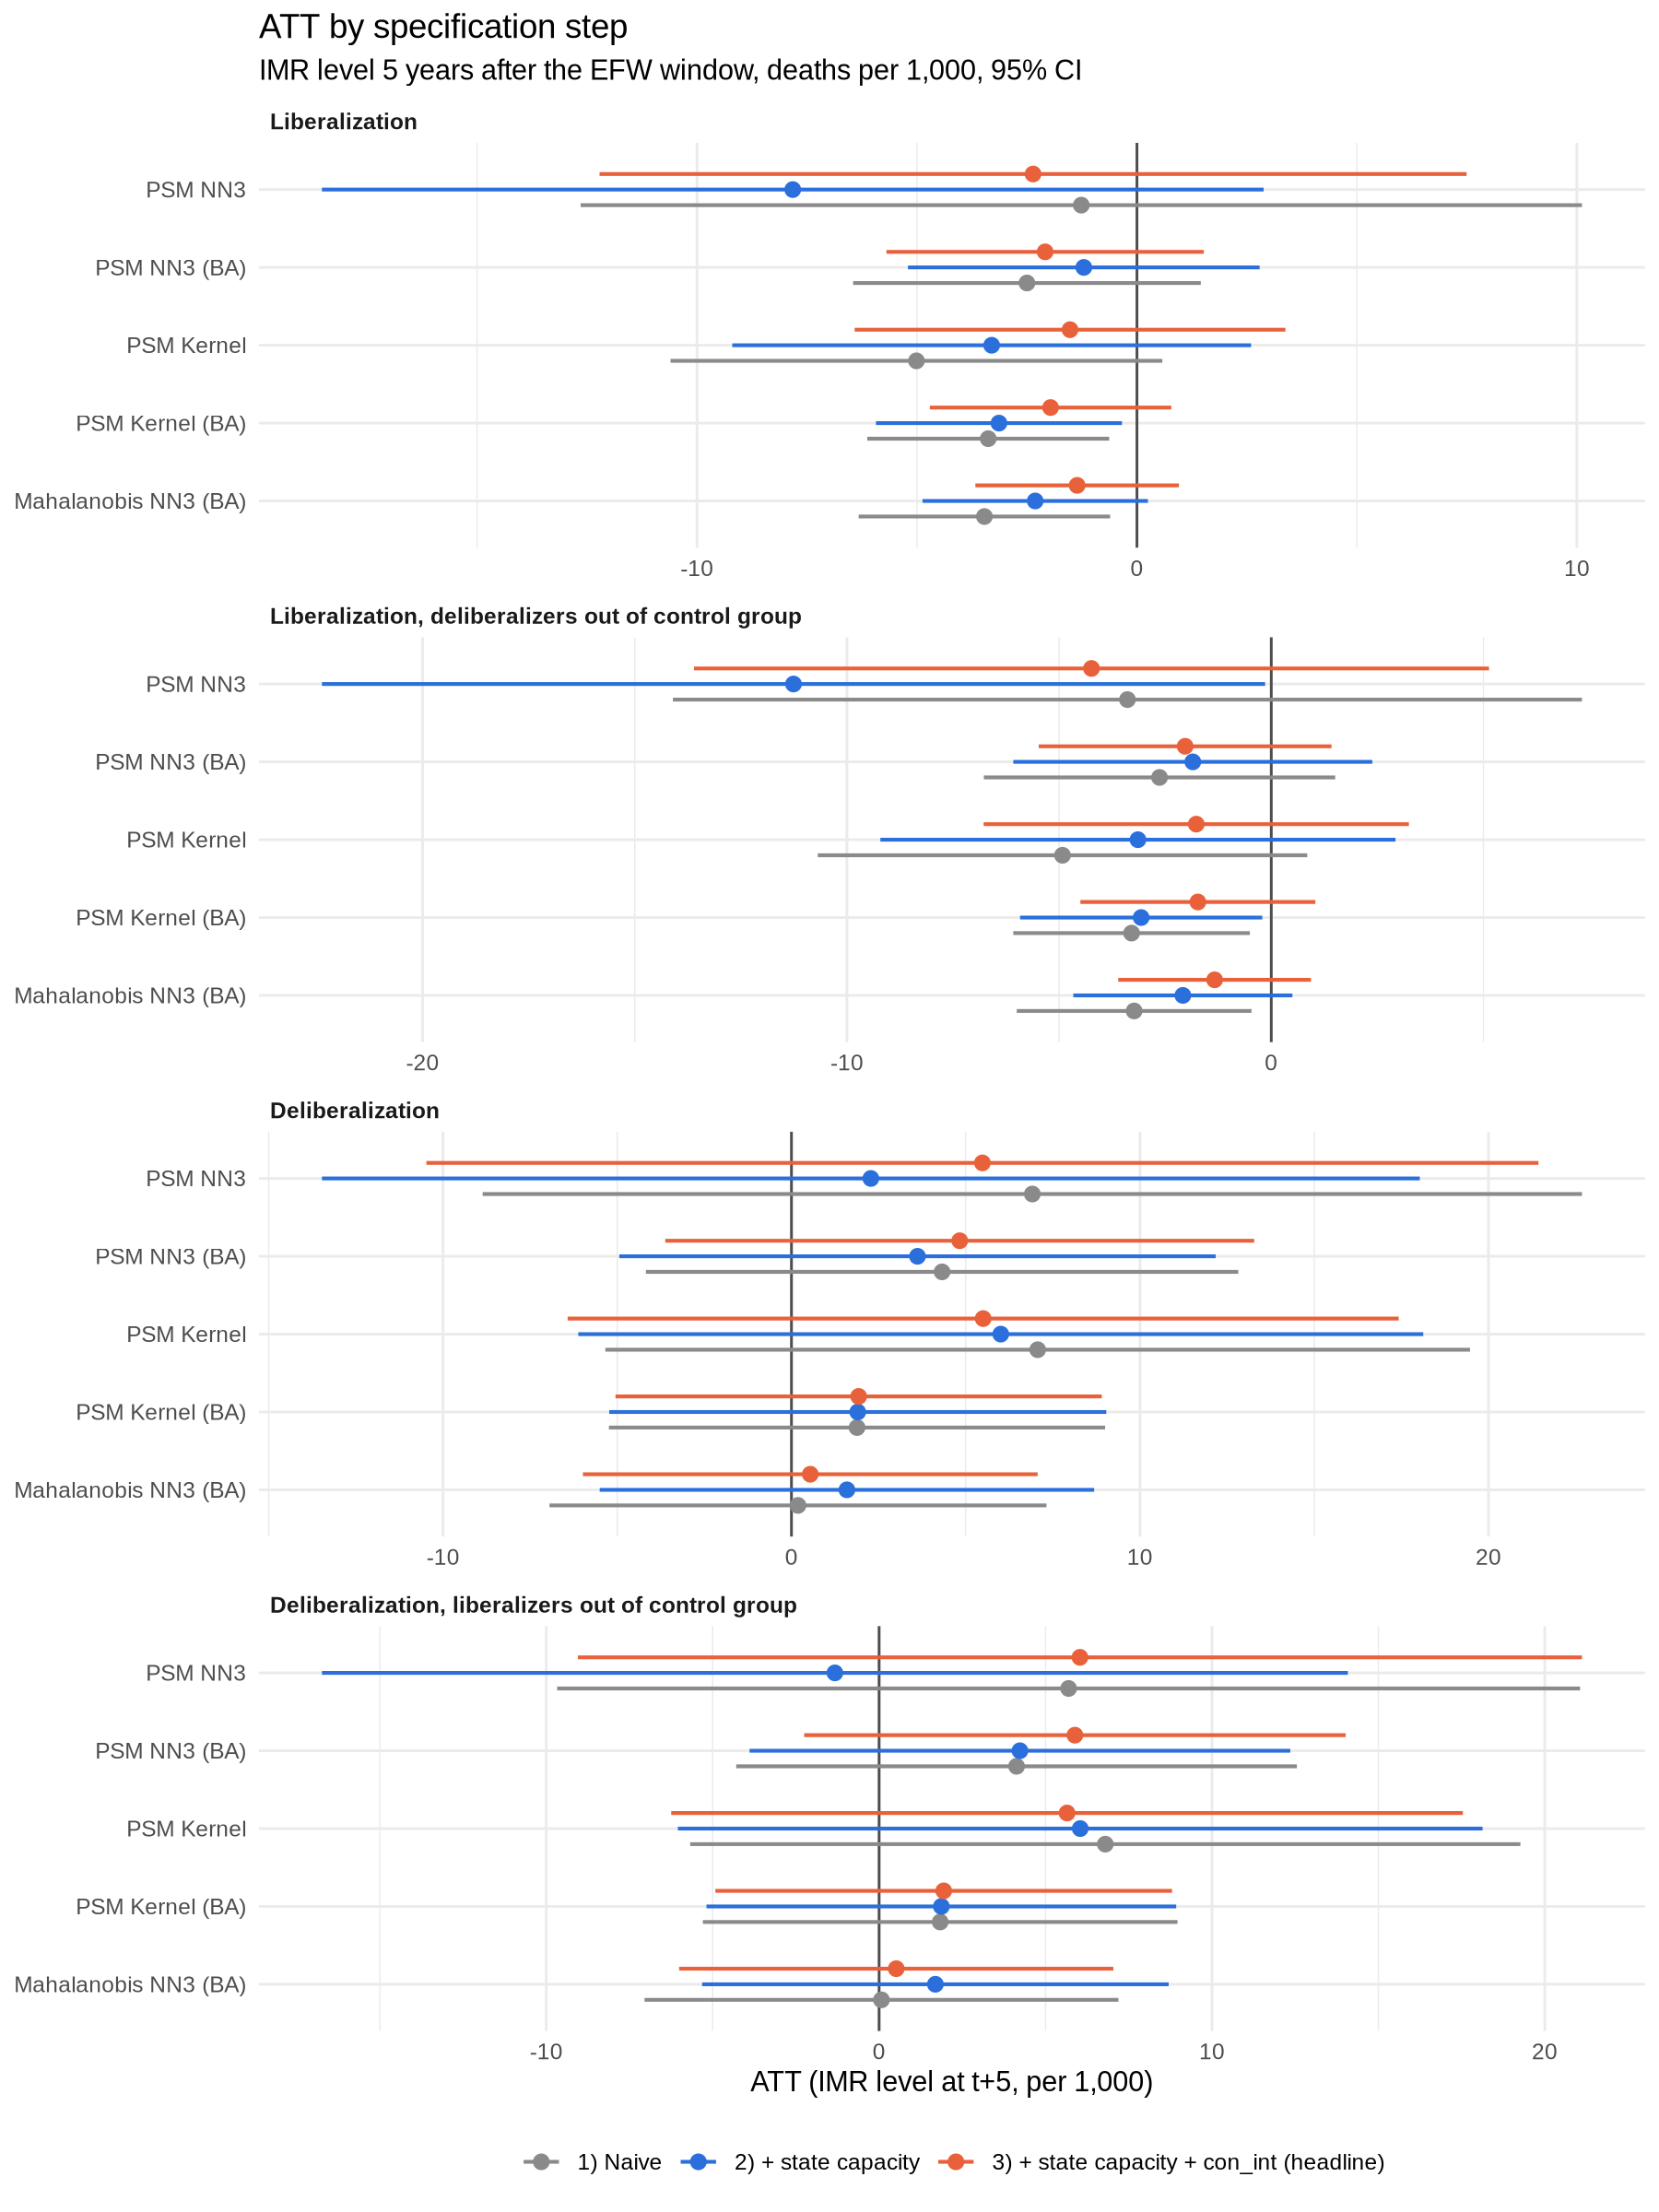 ATT by specification step
IMR level 5 years after the EFW window, deaths per 1,000, 95% CI
Liberalization
PSM NN3
PSM NN3 (BA)
PSM Kernel
PSM Kernel (BA)
Mahalanobis NN3 (BA)
-10 0 10
Liberalization, deliberalizers out of control group
PSM NN3
PSM NN3 (BA)
PSM Kernel
PSM Kernel (BA)
Mahalanobis NN3 (BA)
-20 -10 0
Deliberalization
PSM NN3
PSM NN3 (BA)
PSM Kernel
PSM Kernel (BA)
Mahalanobis NN3 (BA)
-10 0 10 20
Deliberalization, liberalizers out of control group
PSM NN3
PSM NN3 (BA)
PSM Kernel
PSM Kernel (BA)
Mahalanobis NN3 (BA)
-10 0 10 20
ATT (IMR level at t+5, per 1,000)
1) Naive 2) + state capacity 3) + state capacity + con_int (headline)